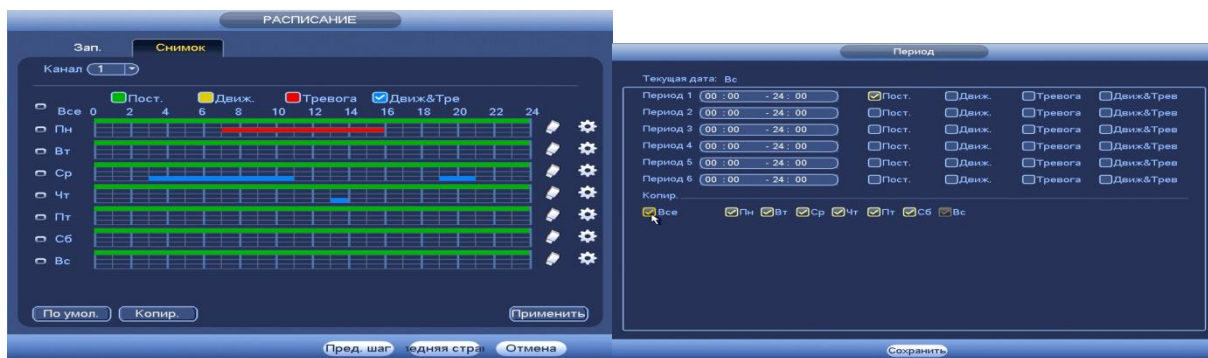 РАСПИСАНИЕ
Зап. Снимок
Канал 1
Пост. Движ. Тревога Движ&Тре
Все 0 2 4 6 8 10 12 14 16 18 20 22 24
Пн
Вт
Ср
Чт
Пт
Сб
Вс
По умол. Копир. Применить
Пред. шаг едняя стра Отмена
Период
Текущая дата: Вс
Период 1 00 :00 - 24: 00 Пост. Движ. Тревога Движ&Трев
Период 2 00 :00 - 24: 00 Пост. Движ. Тревога Движ&Трев
Период 3 00 :00 - 24: 00 Пост. Движ. Тревога Движ&Трев
Период 4 00 :00 - 24: 00 Пост. Движ. Тревога Движ&Трев
Период 5 00 :00 - 24: 00 Пост. Движ. Тревога Движ&Трев
Период 6 00 :00 - 24: 00 Пост. Движ. Тревога Движ&Трев
Копир.
Все Пн Вт Ср Чт Пт Сб Вс
Сохранить